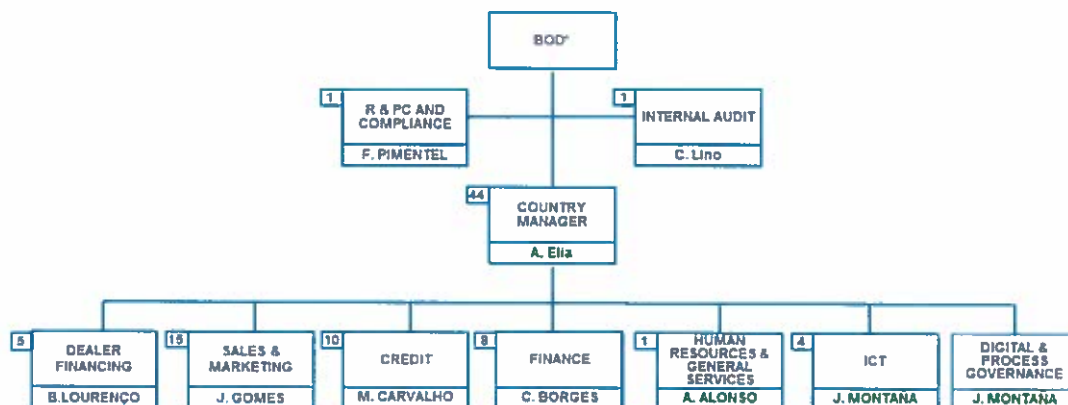 BOD*
1
R & PC AND
COMPLIANCE
F. PIMENTEL
1
INTERNAL AUDIT
C. Lino
44
COUNTRY
MANAGER
A. Elia
5
DEALER
FINANCING
B.LOURENÇO
15
SALES &
MARKETING
J. GOMES
10
CREDIT
M. CARVALHO
8
FINANCE
C. BORGES
1
HUMAN
RESOURCES &
GENERAL
SERVICES
A. ALONSO
4
ICT
J. MONTANA
DIGITAL &
PROCESS
GOVERNANCE
J. MONTANA